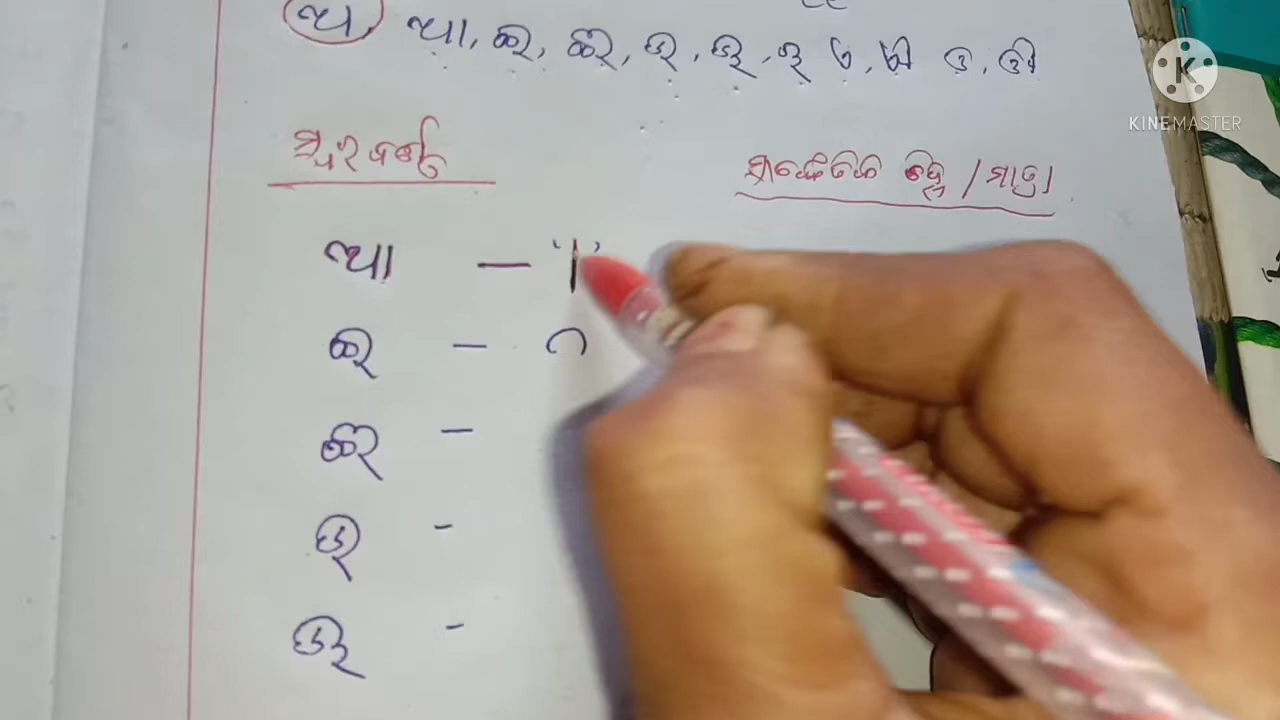 ଅ, ଆ, ଇ, ଈ, ଉ, ଊ, ଋ ଏ, ଐ ଓ, ଔ
KINEMASTER
ସ୍ୱରବର୍ଣ୍ଣ
ସାଙ୍କେତିକ ଚିହ୍ନ / ମାତ୍ରା
ଆ — 'ା'
ଇ — ି
ଈ -
ଉ -
ଊ -